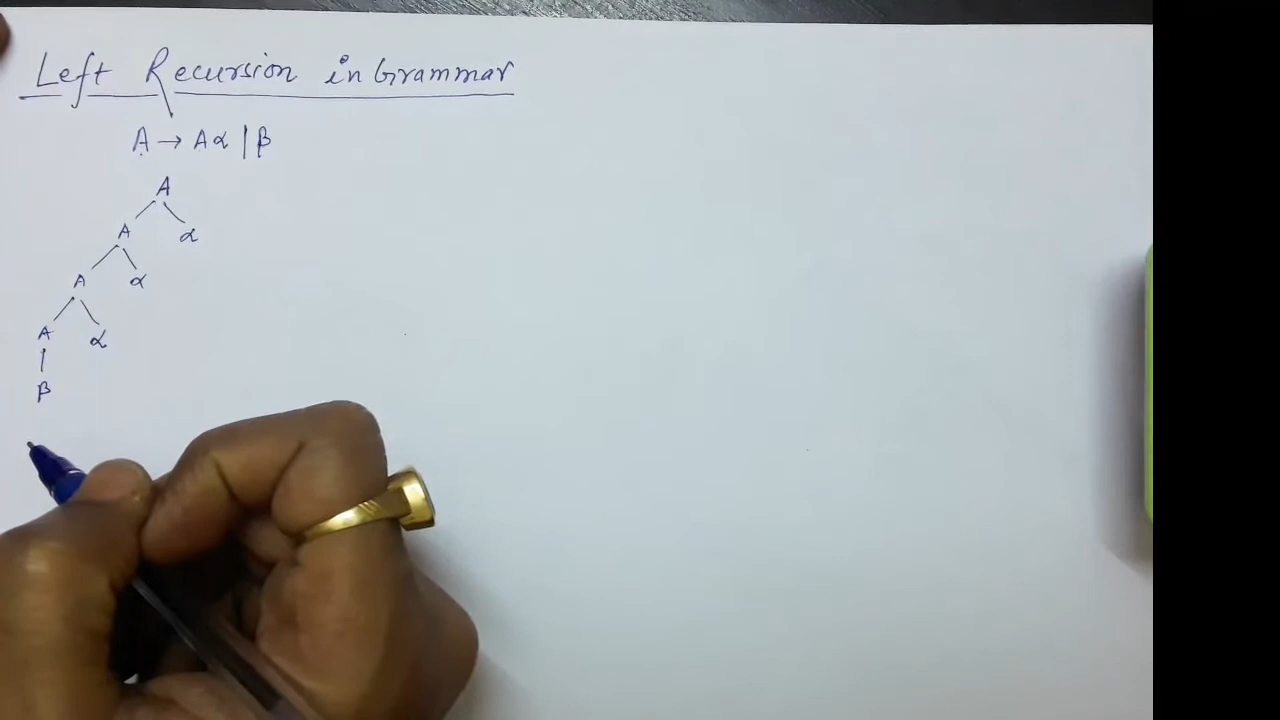 Left Recursion in Grammar
A → Aα | β
A
A α
A α
A α
β